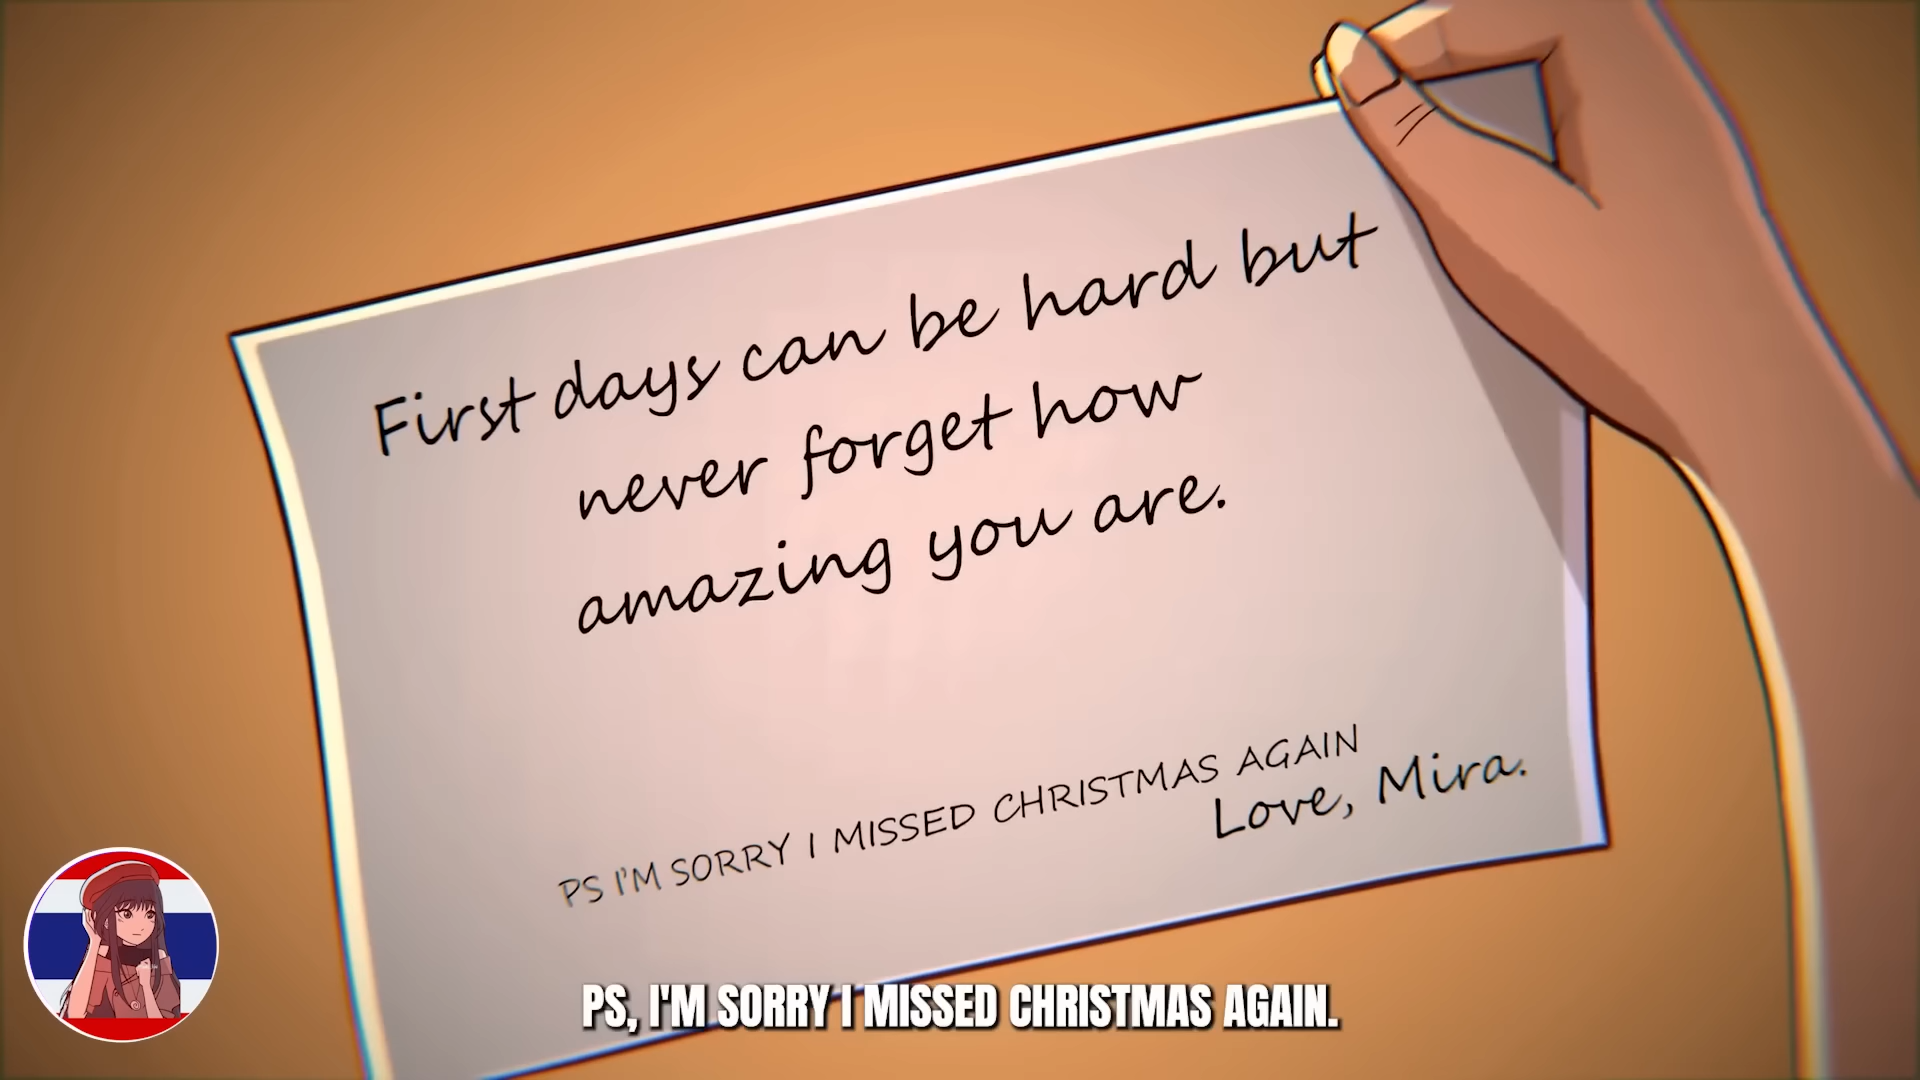 First days can be hard but
never forget how
amazing you are.
PS I'M SORRY I MISSED CHRISTMAS AGAIN
Love, Mira.
PS, I'M SORRY I MISSED CHRISTMAS AGAIN.